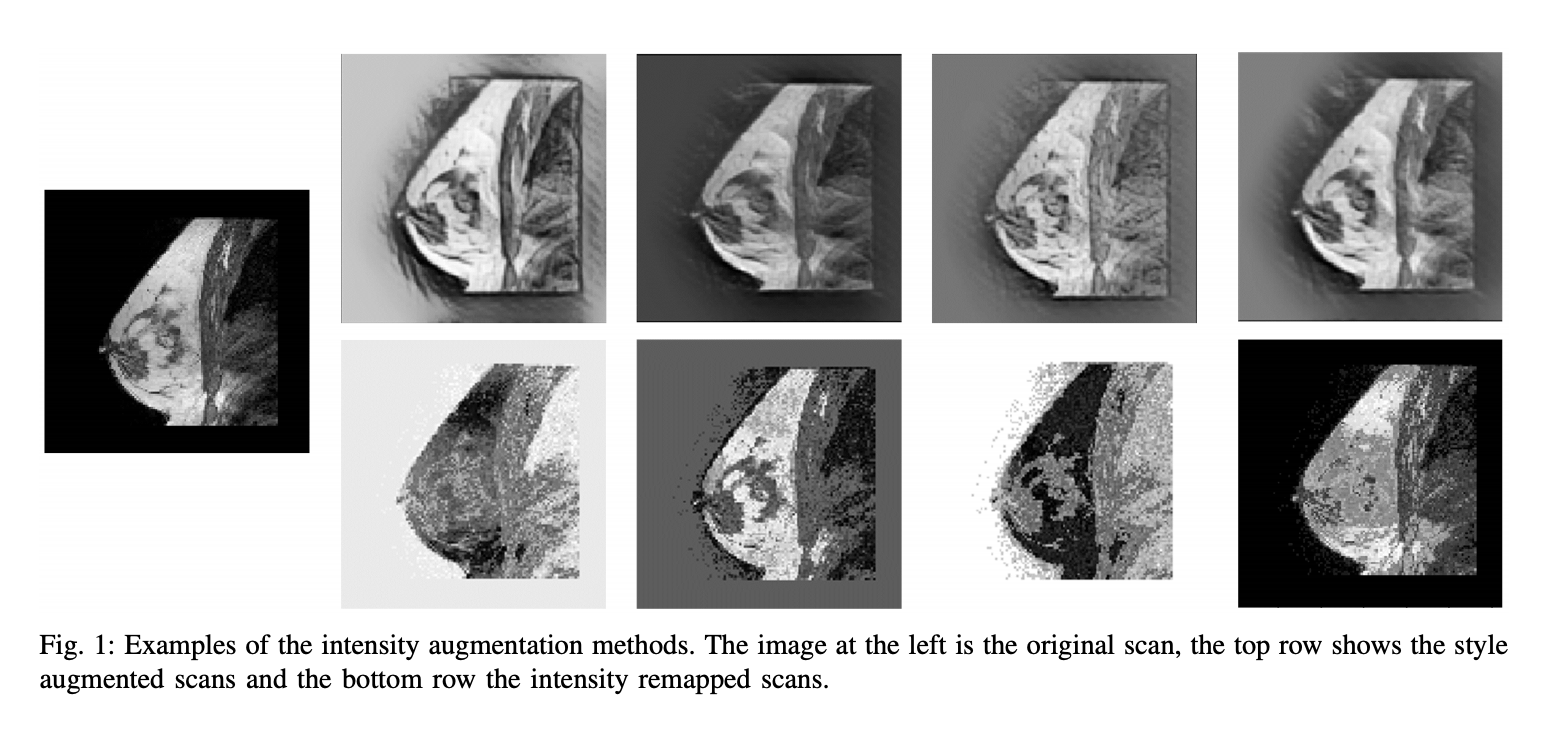 Fig. 1: Examples of the intensity augmentation methods. The image at the left is the original scan, the top row shows the style
augmented scans and the bottom row the intensity remapped scans.